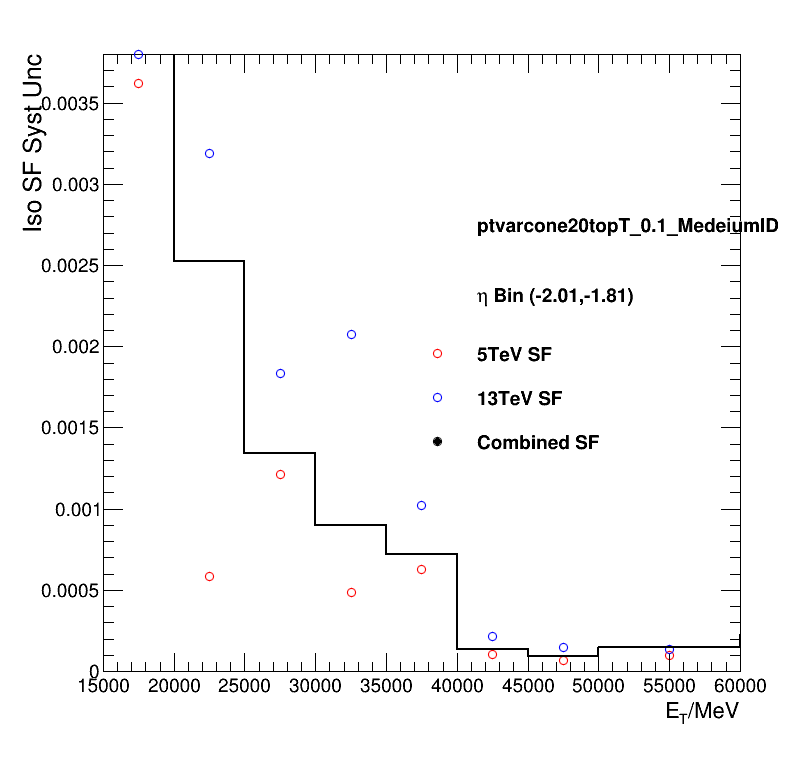 Iso SF Syst Unc
0.0035
0.003
0.0025
0.002
0.0015
0.001
0.0005
0
ptvarcone20topT_0.1_MedeiumID
η Bin (-2.01,-1.81)
5TeV SF
13TeV SF
Combined SF
15000 20000 25000 30000 35000 40000 45000 50000 55000 60000
E_T/MeV